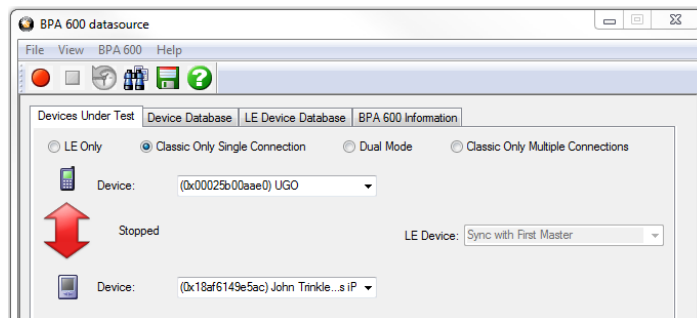 BPA 600 datasource
File View BPA 600 Help
Devices Under Test Device Database LE Device Database BPA 600 Information
LE Only Classic Only Single Connection Dual Mode Classic Only Multiple Connections
Device: (0x00025b00aae0) UGO
Stopped
LE Device: Sync with First Master
Device: (0x18af6149e5ac) John Trinkle...s iP